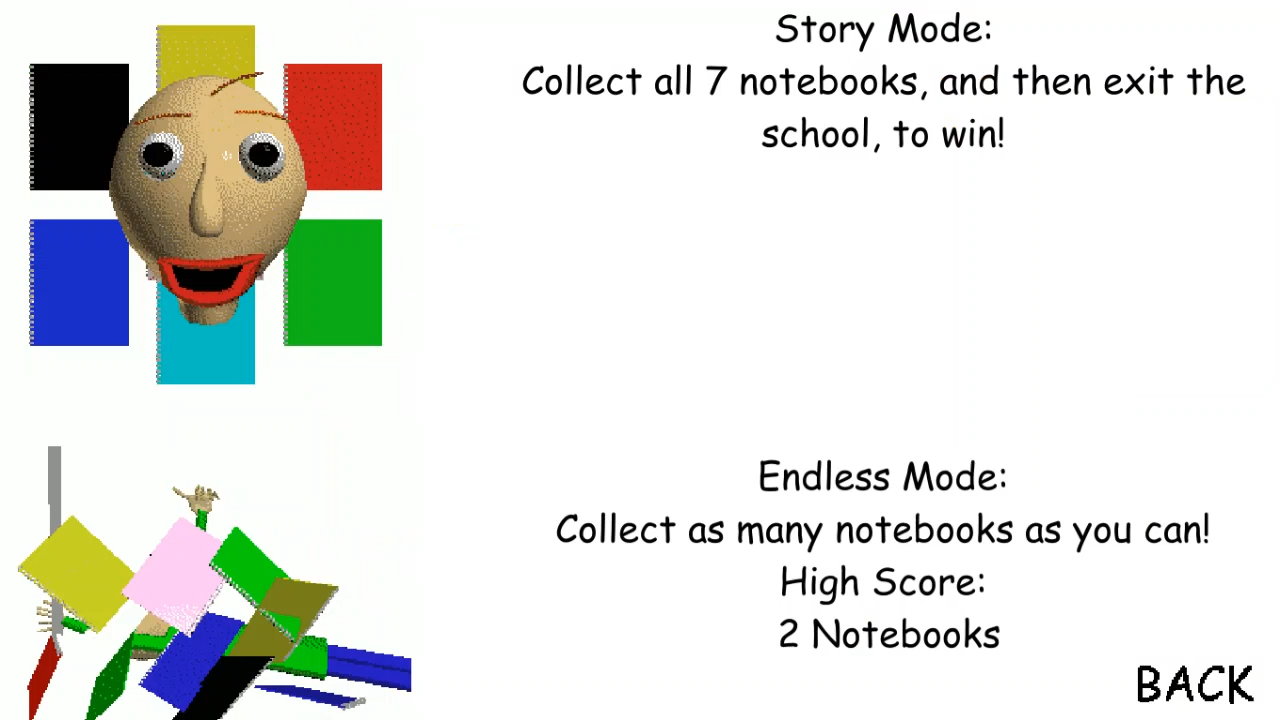 Story Mode:
Collect all 7 notebooks, and then exit the
school, to win!
Endless Mode:
Collect as many notebooks as you can!
High Score:
2 Notebooks
BACK